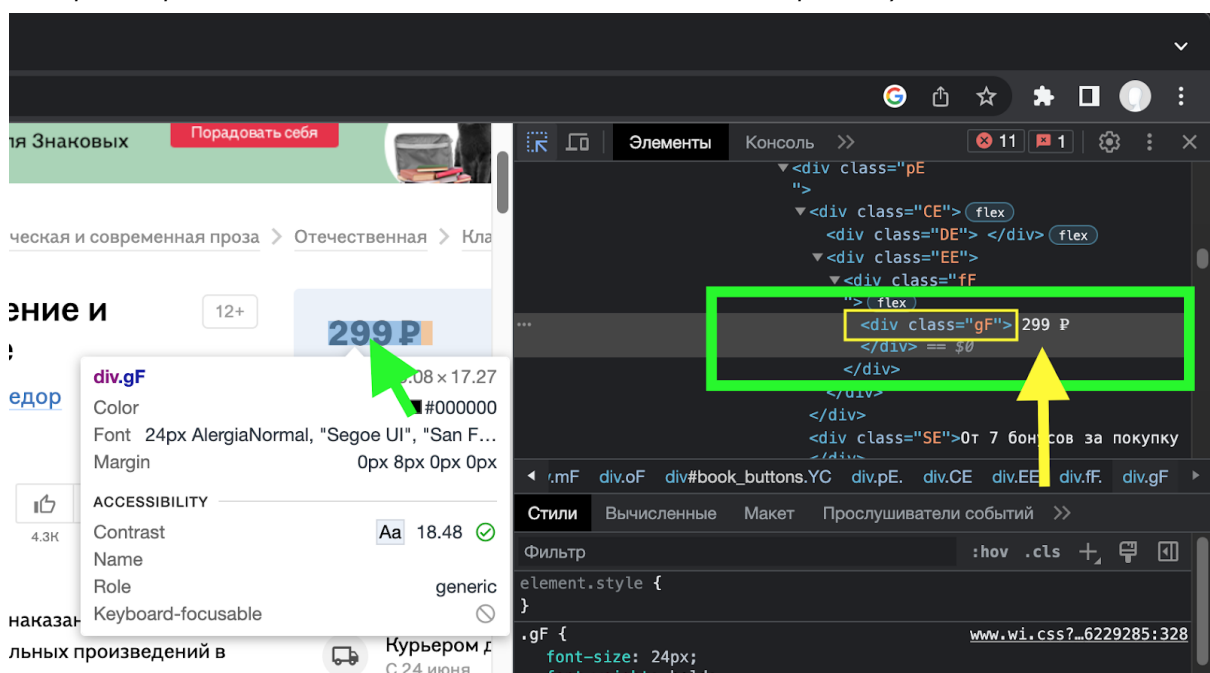 ля Знаковых
Порадовать себя
ческая и современная проза > Отечественная > Кла
ение и
12+
299 ₽
едор
div.gF
.08 × 17.27
Color
#000000
Font 24px AlergiaNormal, "Segoe UI", "San F...
Margin 0px 8px 0px 0px
ACCESSIBILITY
Contrast Aa 18.48
Name
Role generic
Keyboard-focusable
4.3К
наказан
льных произведений в
Курьером д
С 24 июня
Элементы Консоль >> 11 1
<div class="pE
">
<div class="CE"> flex
<div class="DE"> </div> flex
<div class="EE">
<div class="fF
"> flex
... <div class="gF"> 299 ₽
</div> == $0
</div>
</div>
</div>
<div class="SE">От 7 бонусов за покупку
</div>
.mF div.oF div#book_buttons.YC div.pE. div.CE div.EE div.fF. div.gF
Стили Вычисленные Макет Прослушиватели событий >>
Фильтр :hov .cls
element.style {
}
.gF { www.wi.css?…6229285:328
font-size: 24px;